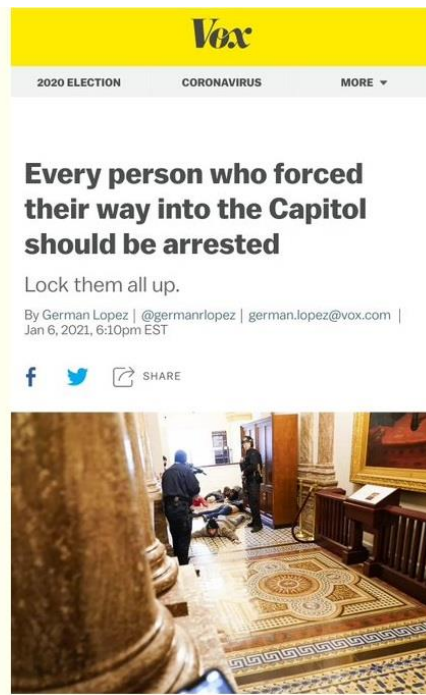 Vox
2020 ELECTION CORONAVIRUS MORE
Every person who forced
their way into the Capitol
should be arrested
Lock them all up.
By German Lopez | @germanrlopez | german.lopez@vox.com |
Jan 6, 2021, 6:10pm EST
f SHARE